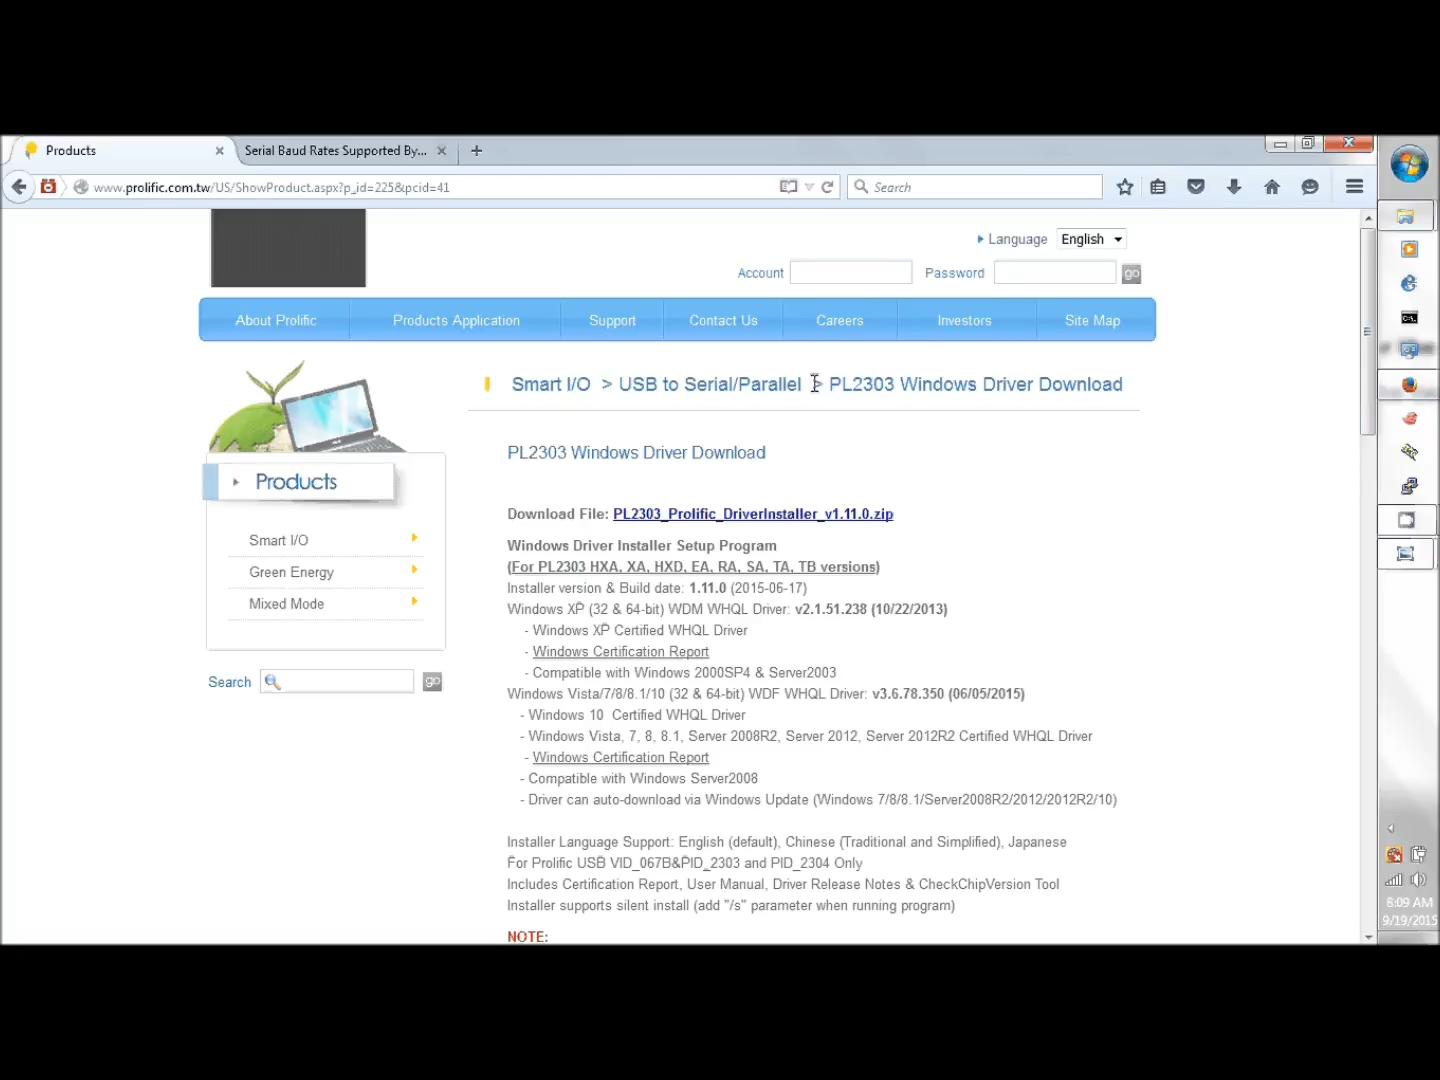 Products
Serial Baud Rates Supported By...
www.prolific.com.tw/US/ShowProduct.aspx?p_id=225&pcid=41
Search
Language English
Account
Password
go
About Prolific
Products Application
Support
Contact Us
Careers
Investors
Site Map
Smart I/O > USB to Serial/Parallel > PL2303 Windows Driver Download
Products
Smart I/O
Green Energy
Mixed Mode
Search
go
PL2303 Windows Driver Download
Download File: PL2303_Prolific_DriverInstaller_v1.11.0.zip
Windows Driver Installer Setup Program
(For PL2303 HXA, XA, HXD, EA, RA, SA, TA, TB versions)
Installer version & Build date: 1.11.0 (2015-06-17)
Windows XP (32 & 64-bit) WDM WHQL Driver: v2.1.51.238 (10/22/2013)
- Windows XP Certified WHQL Driver
- Windows Certification Report
- Compatible with Windows 2000SP4 & Server2003
Windows Vista/7/8/8.1/10 (32 & 64-bit) WDF WHQL Driver: v3.6.78.350 (06/05/2015)
- Windows 10 Certified WHQL Driver
- Windows Vista, 7, 8, 8.1, Server 2008R2, Server 2012, Server 2012R2 Certified WHQL Driver
- Windows Certification Report
- Compatible with Windows Server2008
- Driver can auto-download via Windows Update (Windows 7/8/8.1/Server2008R2/2012/2012R2/10)
Installer Language Support: English (default), Chinese (Traditional and Simplified), Japanese
For Prolific USB VID_067B&PID_2303 and PID_2304 Only
Includes Certification Report, User Manual, Driver Release Notes & CheckChipVersion Tool
Installer supports silent install (add "/s" parameter when running program)
NOTE:
8:09 AM
9/19/2015